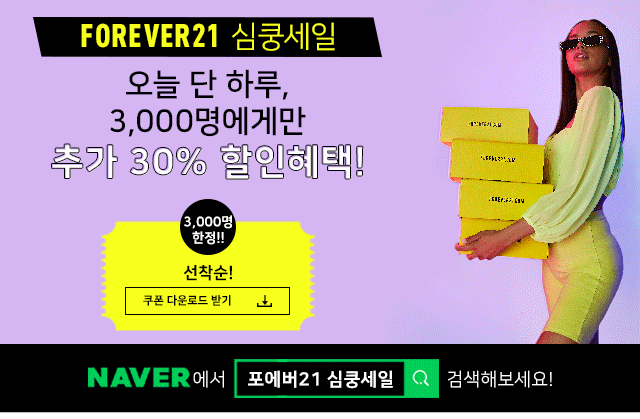 FOREVER21 심쿵세일
오늘 단 하루,
3,000명에게만
추가 30% 할인혜택!
3,000명
한정!!
선착순!
쿠폰 다운로드 받기
NAVER에서 포에버21 심쿵세일 검색해보세요!